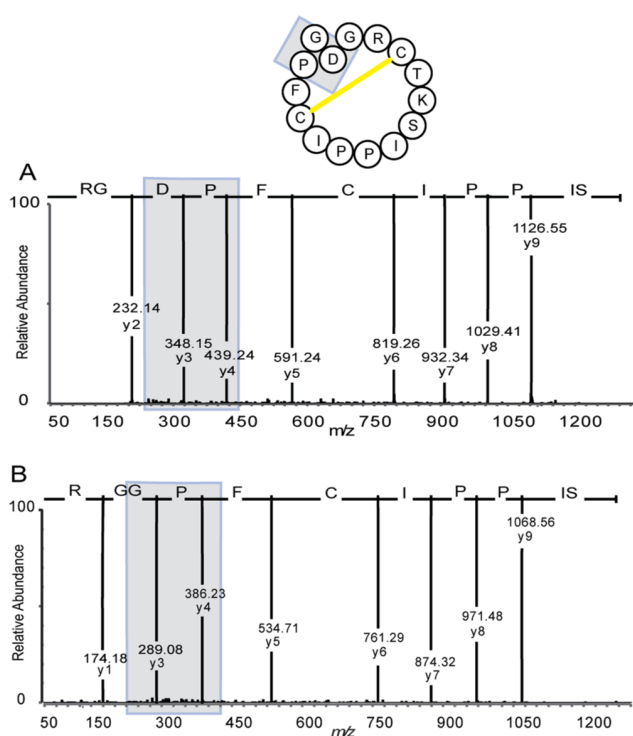 G G R C
P D T
F K
C S
I P P I
A
RG D P F C I P P IS
100
1126.55
y9
232.14
y2
348.15
y3
439.24
y4
591.24
y5
819.26
y6
932.34
y7
1029.41
y8
Relative Abundance
0
50 150 300 450 600 750 900 1050 1200
m/z
B
R GG P F C I P P IS
100
1068.56
y9
174.18
y1
289.08
y3
386.23
y4
534.71
y5
761.29
y6
874.32
y7
971.48
y8
Relative Abundance
0
50 150 300 450 600 750 900 1050 1200
m/z